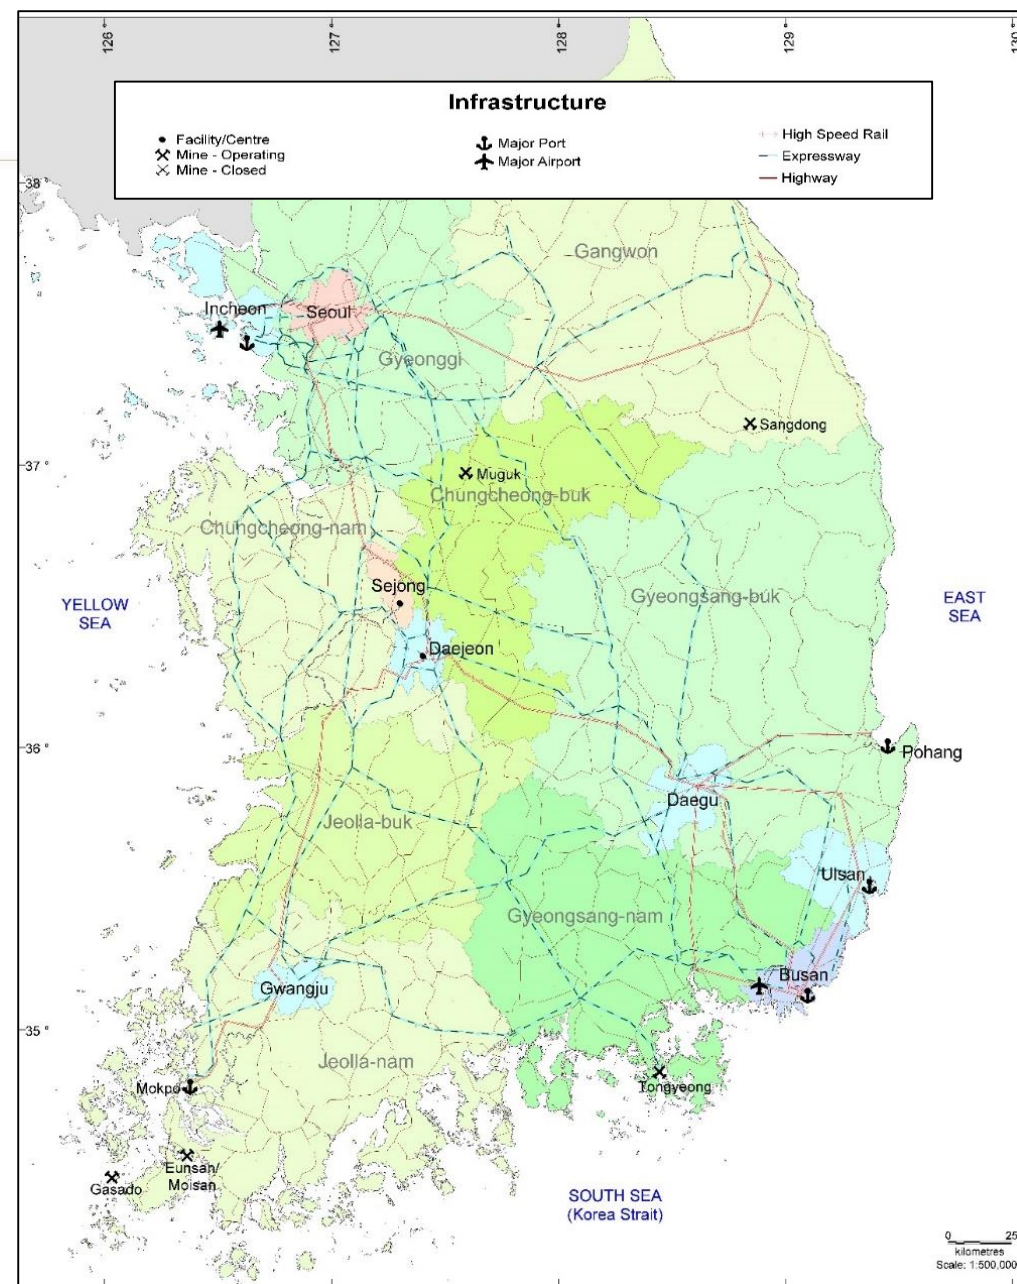 126 °
127 °
128 °
129 °
130 °
Infrastructure
Facility/Centre
Mine - Operating
Mine - Closed
Major Port
Major Airport
High Speed Rail
Expressway
Highway
38 °
Gangwon
Incheon
Seoul
Gyeonggi
Sangdong
37 °
Muguk
Chungcheong-buk
Chungcheong-nam
Sejong
YELLOW
SEA
Gyeongsang-buk
EAST
SEA
Daejeon
36 °
Pohang
Daegu
Jeolla-buk
Ulsan
Gyeongsang-nam
Gwangju
Busan
35 °
Jeolla-nam
Mokpo
Tongyeong
Eunsan/
Moisan
Gasado
SOUTH SEA
(Korea Strait)
0 25
kilometres
Scale: 1:500,000